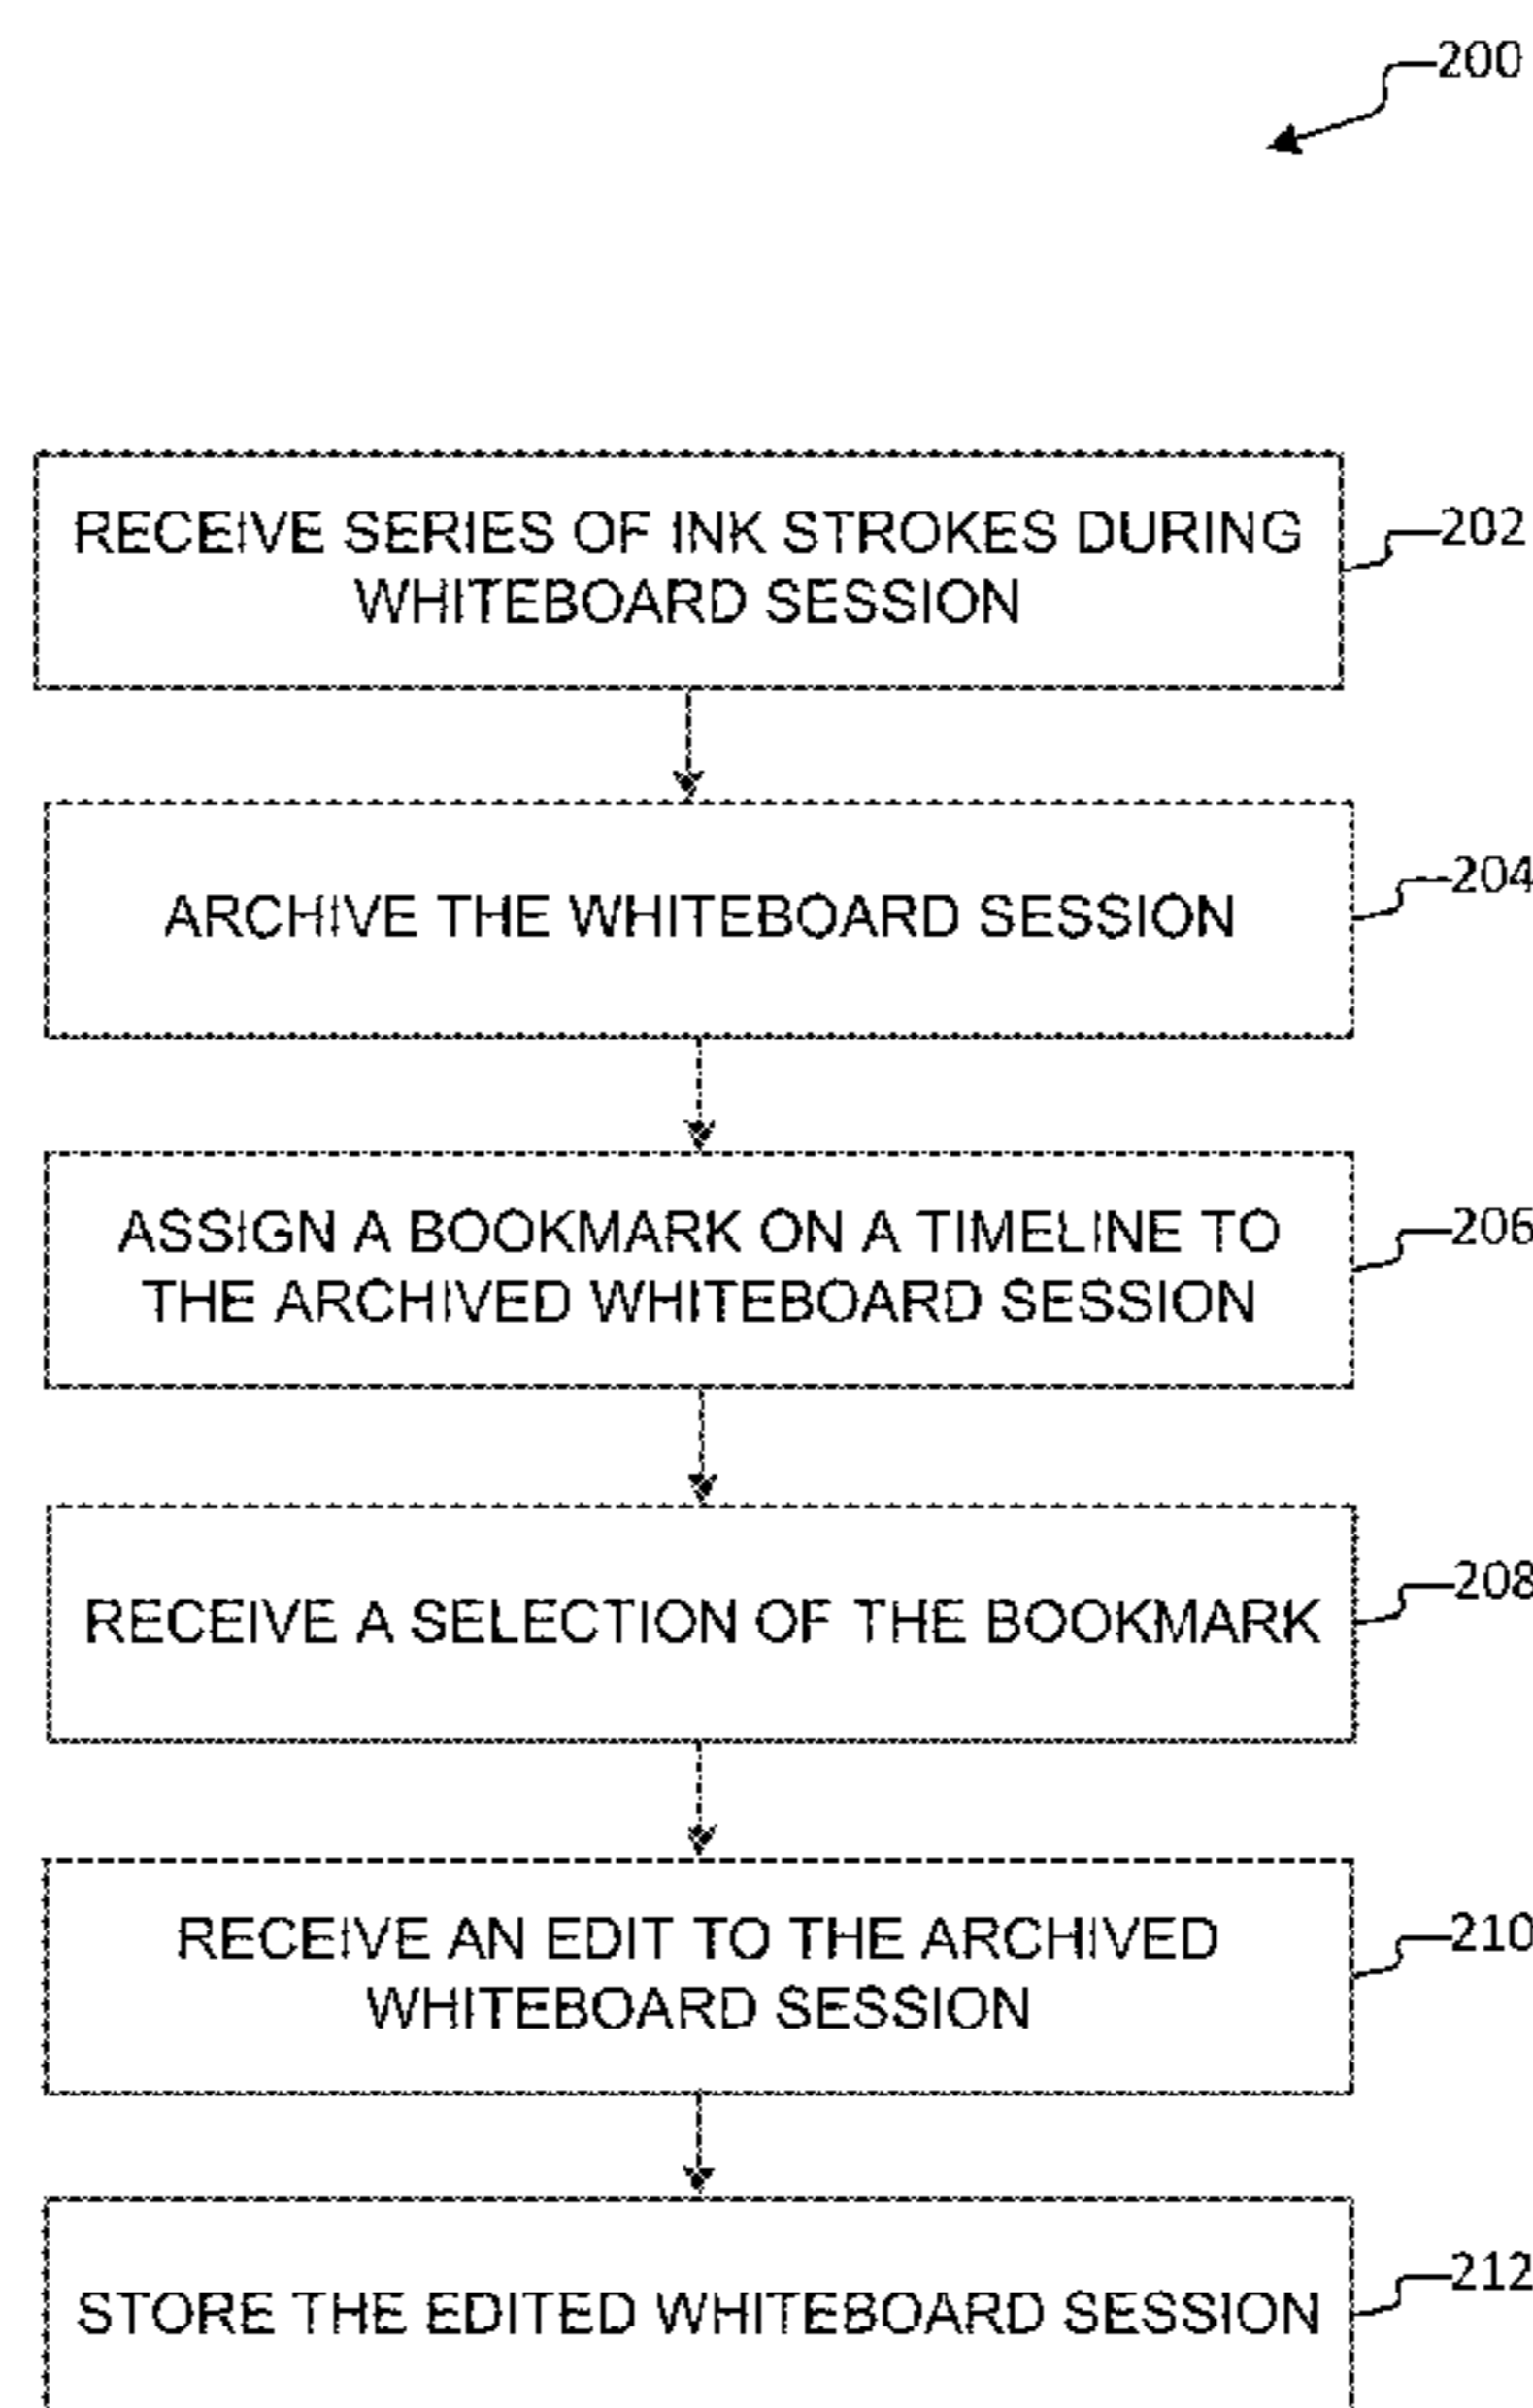 200
RECEIVE SERIES OF INK STROKES DURING
WHITEBOARD SESSION
202
ARCHIVE THE WHITEBOARD SESSION
204
ASSIGN A BOOKMARK ON A TIMELINE TO
THE ARCHIVED WHITEBOARD SESSION
206
RECEIVE A SELECTION OF THE BOOKMARK
208
RECEIVE AN EDIT TO THE ARCHIVED
WHITEBOARD SESSION
210
STORE THE EDITED WHITEBOARD SESSION
212